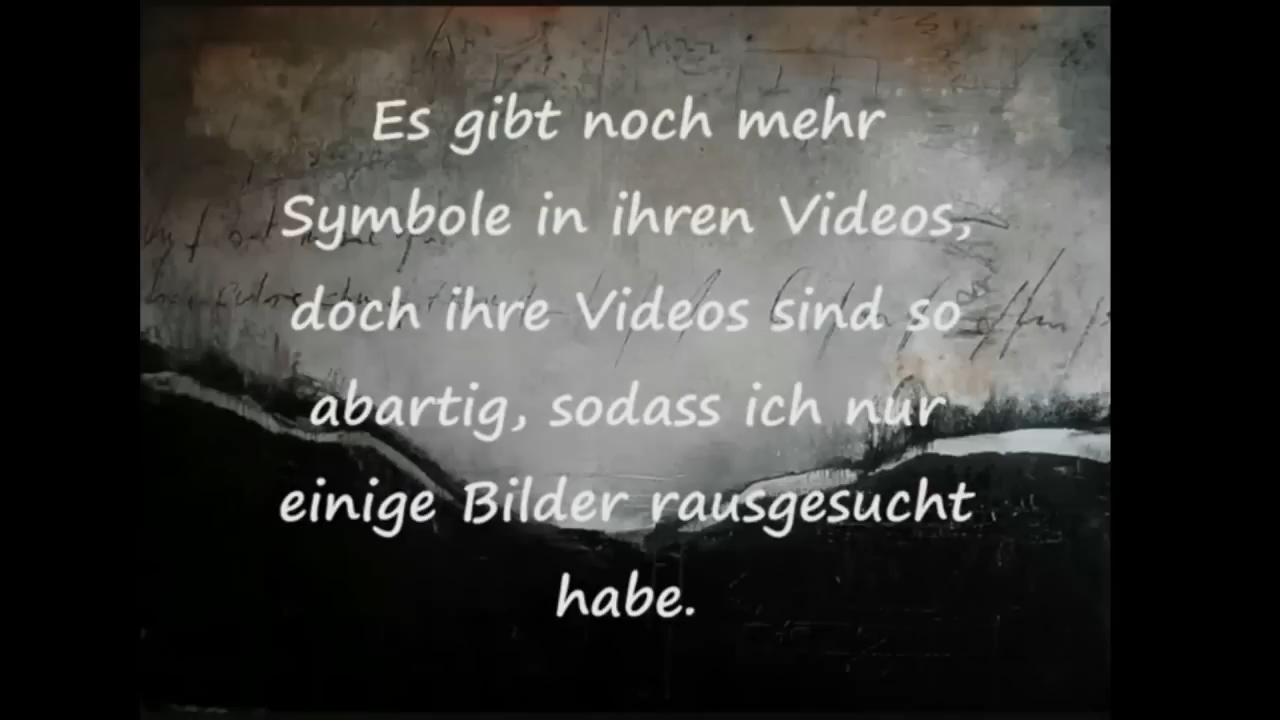 Es gibt noch mehr
Symbole in ihren Videos,
doch ihre Videos sind so
abartig, sodass ich nur
einige Bilder rausgesucht
habe.